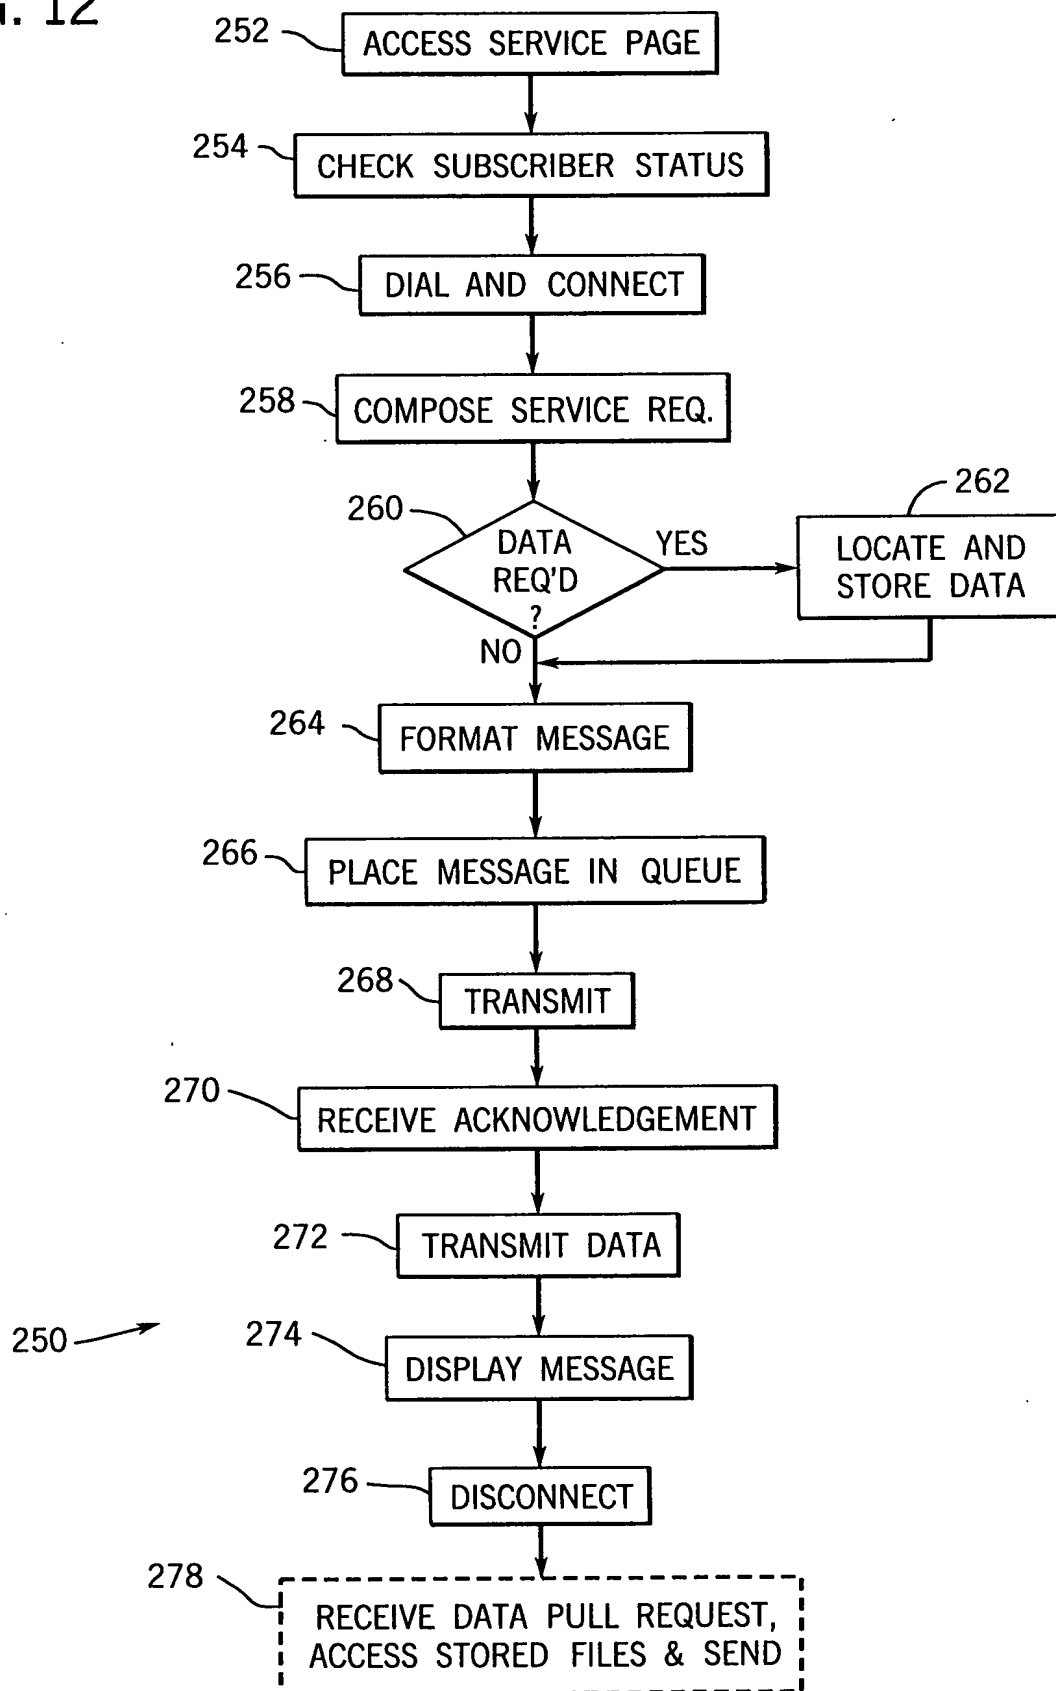 . 12
252
ACCESS SERVICE PAGE
254
CHECK SUBSCRIBER STATUS
256
DIAL AND CONNECT
258
COMPOSE SERVICE REQ.
260
DATA
REQ'D
?
YES
262
LOCATE AND
STORE DATA
NO
264
FORMAT MESSAGE
266
PLACE MESSAGE IN QUEUE
268
TRANSMIT
270
RECEIVE ACKNOWLEDGEMENT
272
TRANSMIT DATA
250
274
DISPLAY MESSAGE
276
DISCONNECT
278
RECEIVE DATA PULL REQUEST,
ACCESS STORED FILES & SEND